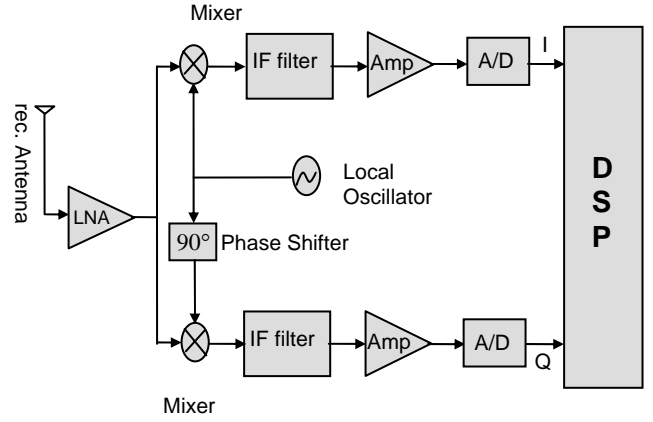 Mixer
IF filter
Amp
A/D
I
rec. Antenna
LNA
Local
Oscillator
90°
Phase Shifter
D
S
P
IF filter
Amp
A/D
Q
Mixer